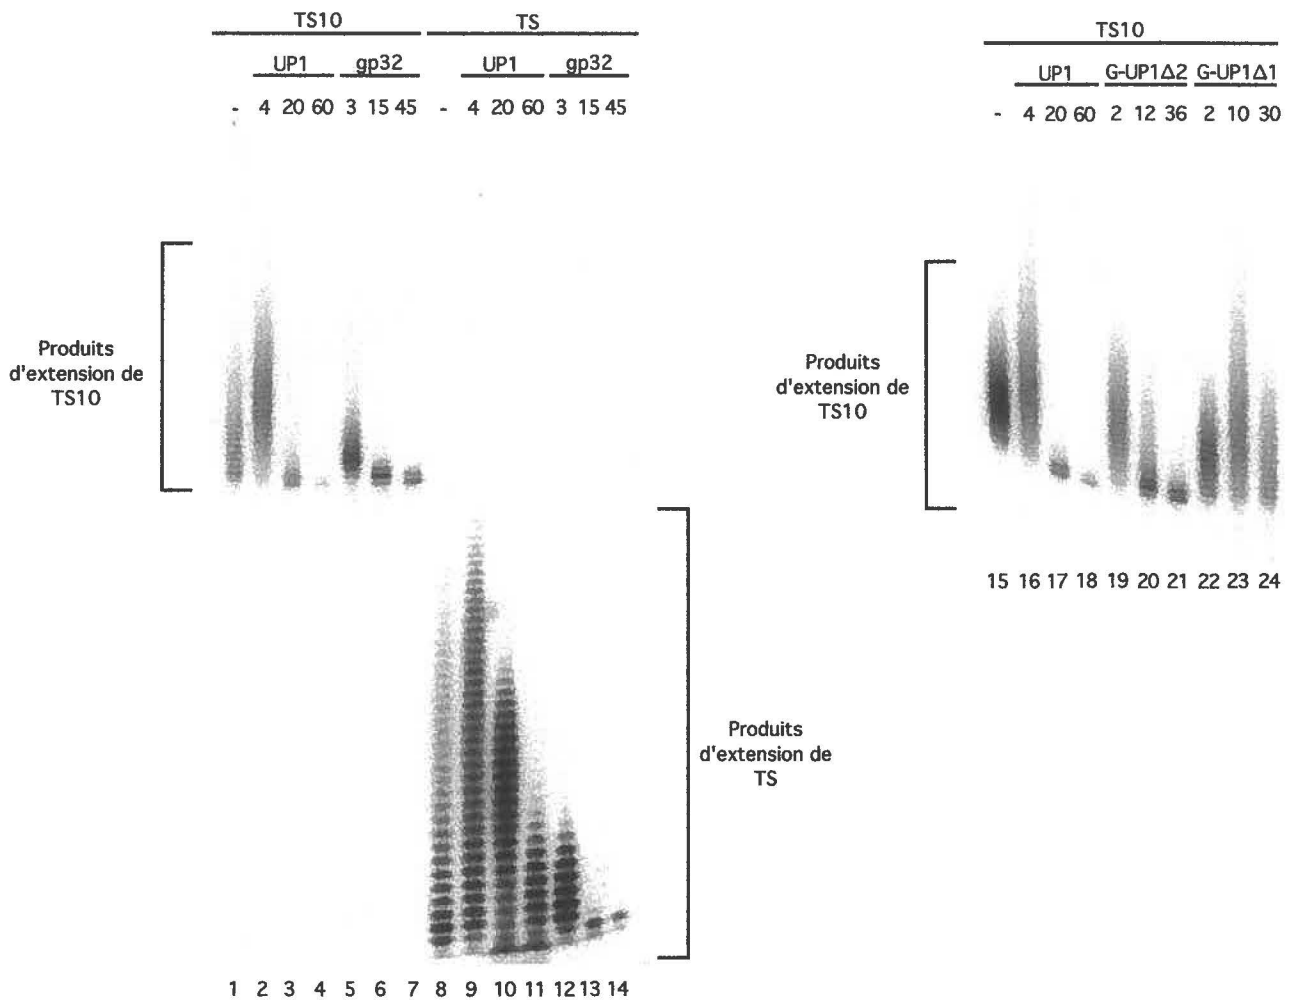 TS10 TS
UP1 gp32 UP1 gp32
- 4 20 60 3 15 45 - 4 20 60 3 15 45
Produits
d'extension de
TS10
Produits
d'extension de
TS
1 2 3 4 5 6 7 8 9 10 11 12 13 14
TS10
UP1 G-UP1Δ2 G-UP1Δ1
- 4 20 60 2 12 36 2 10 30
Produits
d'extension de
TS10
15 16 17 18 19 20 21 22 23 24